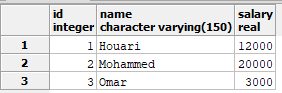 id name salary
integer character varying(150) real
1 1 Houari 12000
2 2 Mohammed 20000
3 3 Omar 3000